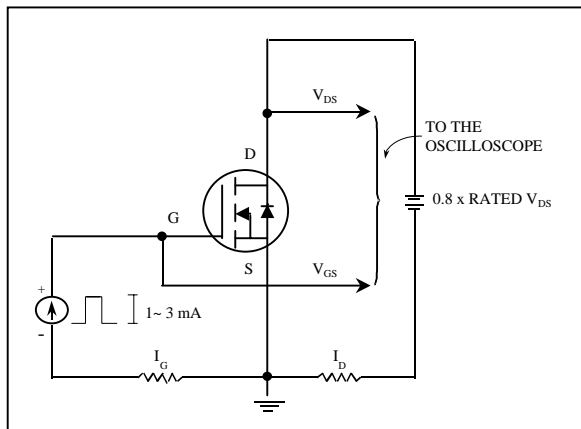 V_DS
TO THE
OSCILLOSCOPE
D
0.8 x RATED V_DS
G
S
V_GS
+
1~ 3 mA
-
I_G
I_D